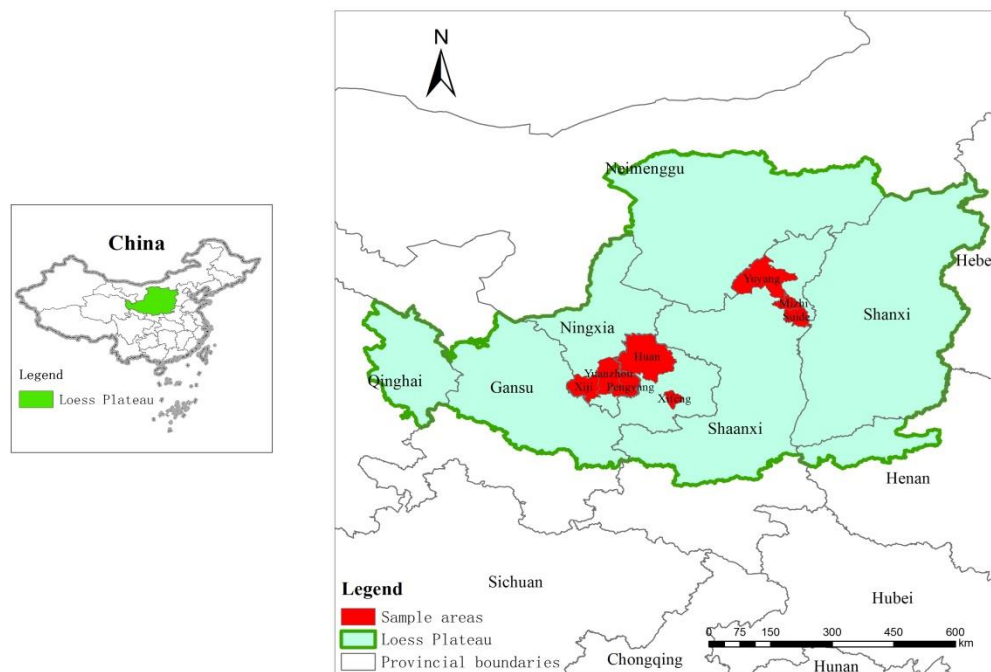 China
Legend
Loess Plateau
N
Neimenggu
Hebe
Yuyang
Mizhi
Suide
Shanxi
Ningxia
Huan
Yuanzhou
Xiji
Pengyang
Qinghai
Gansu
Shaanxi
Henan
Sichuan
Hubei
Chongqing
Hunan
Legend
Sample areas
Loess Plateau
Provincial boundaries
0 75 150 300 450 600
km